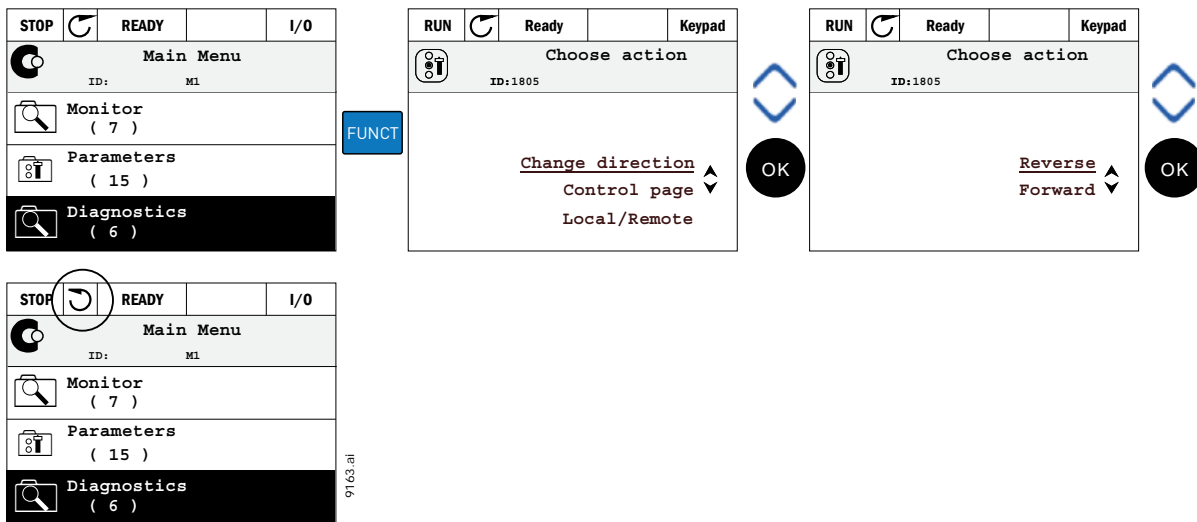 STOP READY I/O
Main Menu
ID: M1
Monitor
( 7 )
Parameters
( 15 )
Diagnostics
( 6 )
FUNCT
RUN Ready Keypad
Choose action
ID:1805
Change direction
Control page
Local/Remote
OK
RUN Ready Keypad
Choose action
ID:1805
Reverse
Forward
OK
STOP READY I/O
Main Menu
ID: M1
Monitor
( 7 )
Parameters
( 15 )
Diagnostics
( 6 )
9163.ai